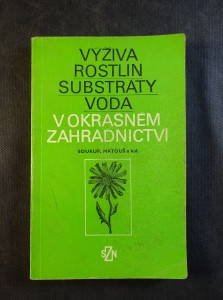 VÝŽIVA
ROSTLIN
SUBSTRÁTY
VODA
V OKRASNÉM
ZAHRADNICTVÍ
SOUKUP, MATOUŠ a kol.
SZN